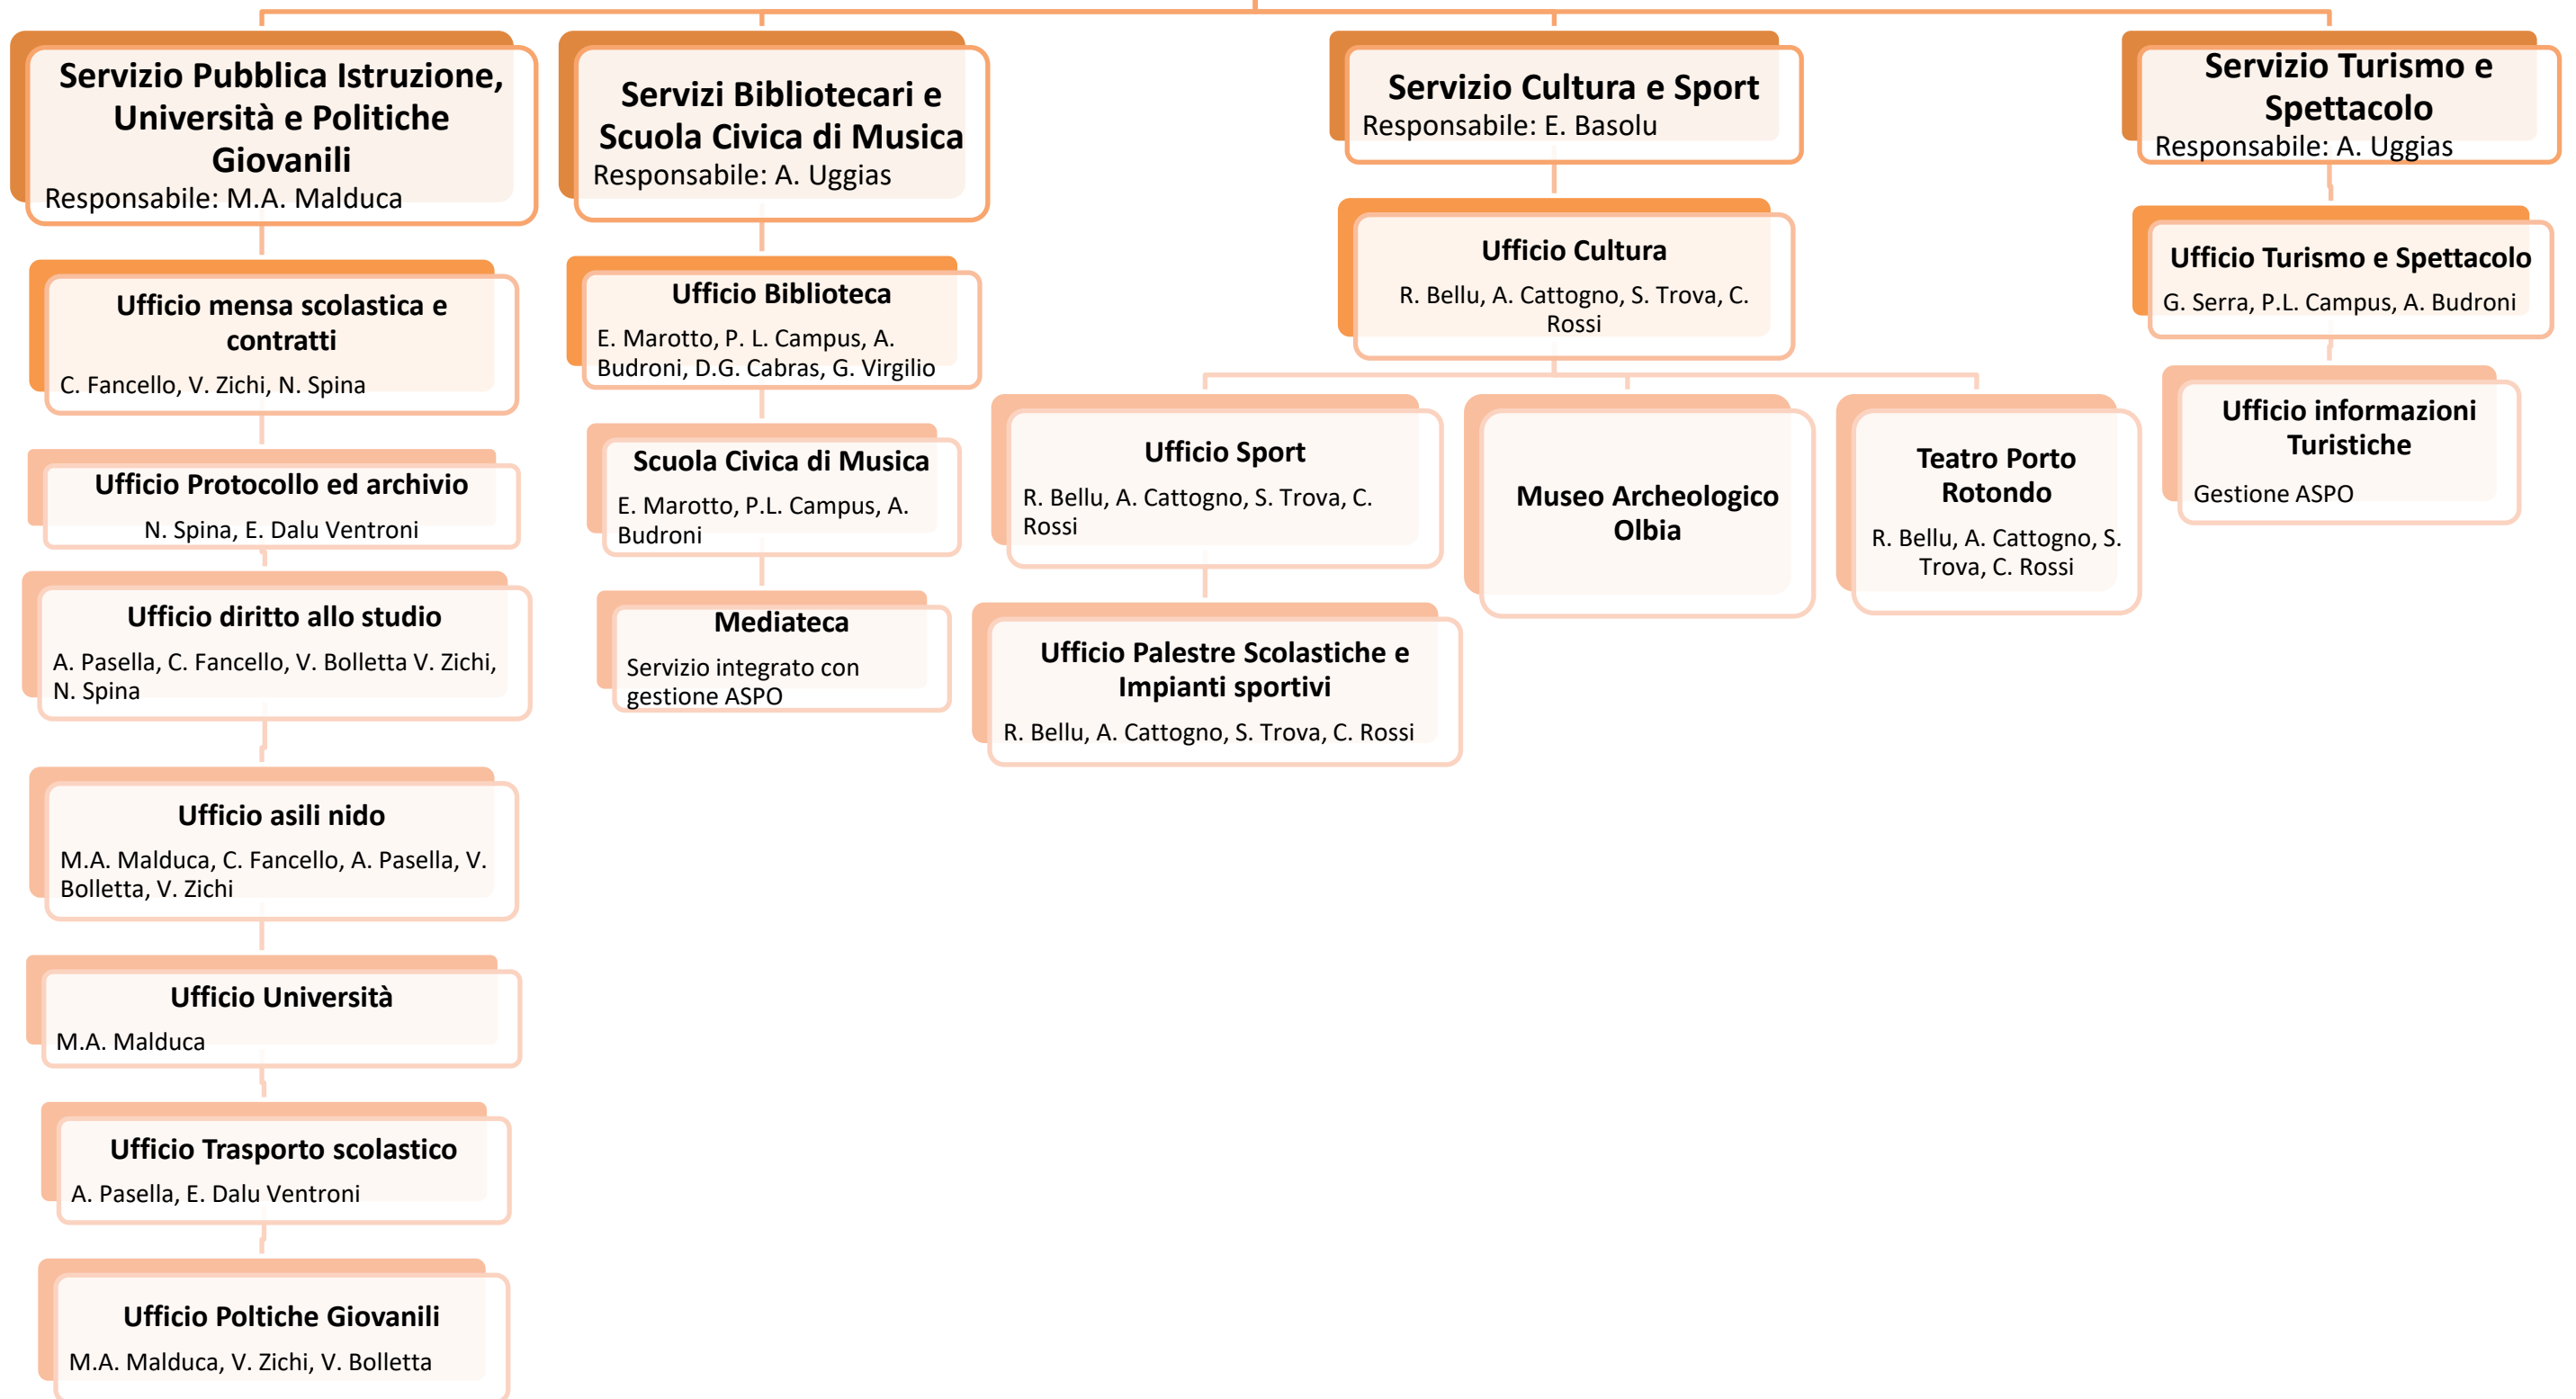 Servizio Pubblica Istruzione,
Università e Politiche
Giovanili
Responsabile: M.A. Malduca
Ufficio mensa scolastica e
contratti
C. Fancello, V. Zichi, N. Spina
Ufficio Protocollo ed archivio
N. Spina, E. Dalu Ventroni
Ufficio diritto allo studio
A. Pasella, C. Fancello, V. Bolletta V. Zichi,
N. Spina
Ufficio asili nido
M.A. Malduca, C. Fancello, A. Pasella, V.
Bolletta, V. Zichi
Ufficio Università
M.A. Malduca
Ufficio Trasporto scolastico
A. Pasella, E. Dalu Ventroni
Ufficio Poltiche Giovanili
M.A. Malduca, V. Zichi, V. Bolletta
Servizi Bibliotecari e
Scuola Civica di Musica
Responsabile: A. Uggias
Ufficio Biblioteca
E. Marotto, P. L. Campus, A.
Budroni, D.G. Cabras, G. Virgilio
Scuola Civica di Musica
E. Marotto, P.L. Campus, A.
Budroni
Mediateca
Servizio integrato con
gestione ASPO
Servizio Cultura e Sport
Responsabile: E. Basolu
Ufficio Cultura
R. Bellu, A. Cattogno, S. Trova, C.
Rossi
Ufficio Sport
R. Bellu, A. Cattogno, S. Trova, C.
Rossi
Ufficio Palestre Scolastiche e
Impianti sportivi
R. Bellu, A. Cattogno, S. Trova, C. Rossi
Museo Archeologico
Olbia
Teatro Porto
Rotondo
R. Bellu, A. Cattogno, S.
Trova, C. Rossi
Servizio Turismo e
Spettacolo
Responsabile: A. Uggias
Ufficio Turismo e Spettacolo
G. Serra, P.L. Campus, A. Budroni
Ufficio informazioni
Turistiche
Gestione ASPO